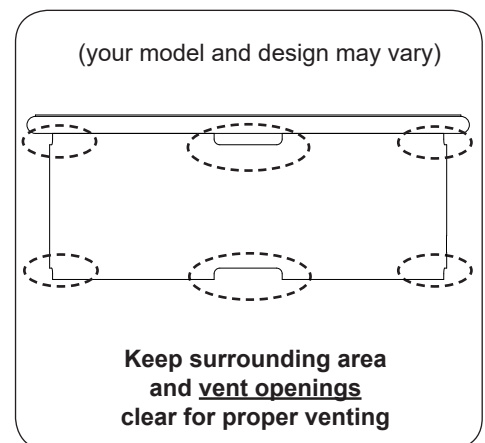 (your model and design may vary)
Keep surrounding area
and vent openings
clear for proper venting